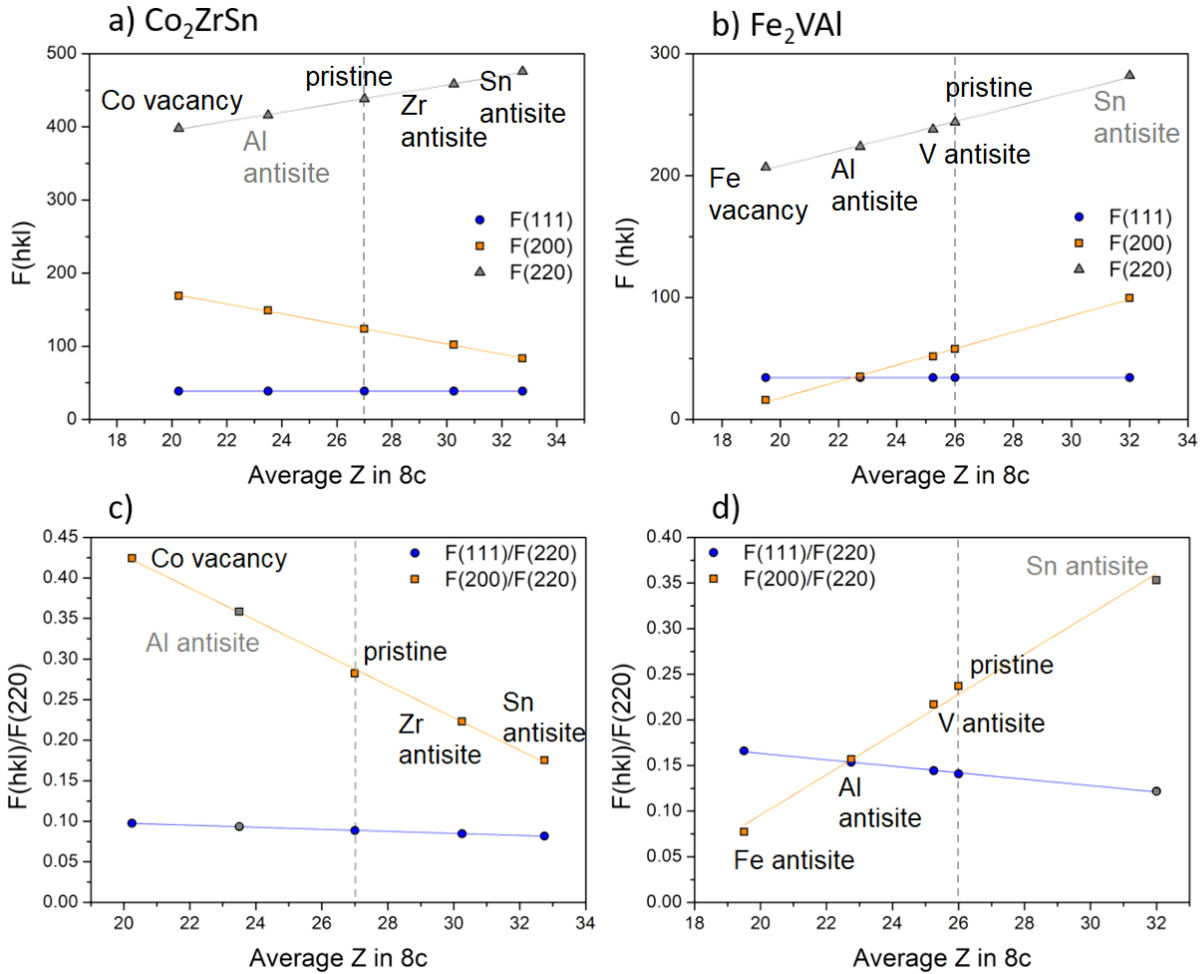 a) Co₂ZrSn
500
400
300
200
100
0
F(hkl)
Co vacancy
Al
antisite
pristine
Zr
antisite
Sn
antisite
F(111)
F(200)
F(220)
18 20 22 24 26 28 30 32 34
Average Z in 8c
b) Fe₂VAl
300
200
100
0
F (hkl)
Fe
vacancy
Al
antisite
V antisite
pristine
Sn
antisite
F(111)
F(200)
F(220)
18 20 22 24 26 28 30 32 34
Average Z in 8c
c)
0.45
0.40
0.35
0.30
0.25
0.20
0.15
0.10
0.05
0.00
F(hkl)/F(220)
Co vacancy
Al antisite
pristine
Zr
antisite
Sn
antisite
F(111)/F(220)
F(200)/F(220)
20 22 24 26 28 30 32 34
Average Z in 8c
d)
0.40
0.35
0.30
0.25
0.20
0.15
0.10
0.05
0.00
F(hkl)/F(220)
F(111)/F(220)
F(200)/F(220)
Sn antisite
pristine
V antisite
Al
antisite
Fe antisite
18 20 22 24 26 28 30 32
Average Z in 8c